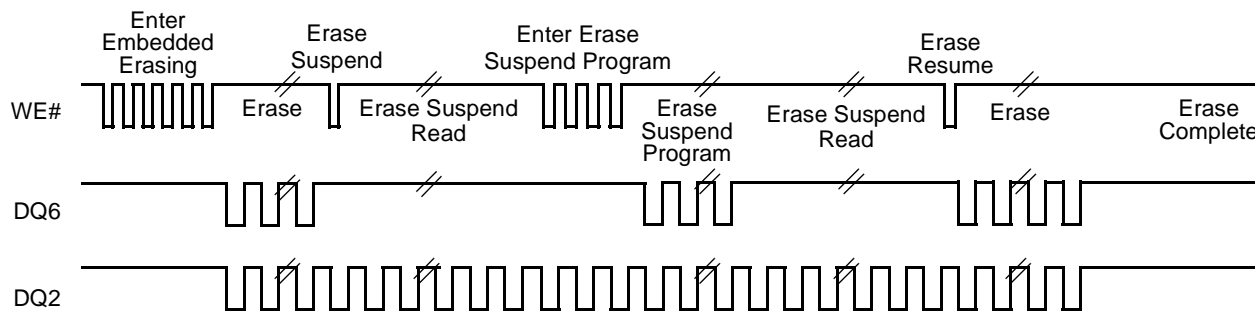 Enter
Embedded
Erasing
Erase
Suspend
Enter Erase
Suspend Program
Erase
Resume
WE#
Erase
Erase Suspend
Read
Erase
Suspend
Program
Erase Suspend
Read
Erase
Erase
Complete
DQ6
DQ2